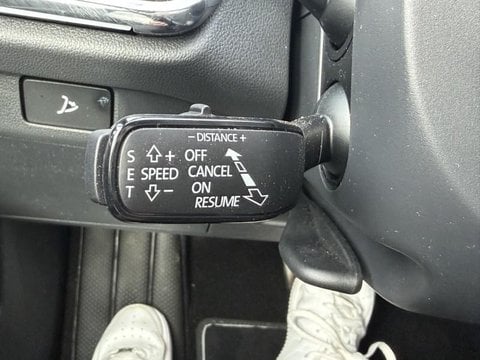 − DISTANCE +
S ⇧+ OFF
E SPEED CANCEL
T ⇩− ON
RESUME